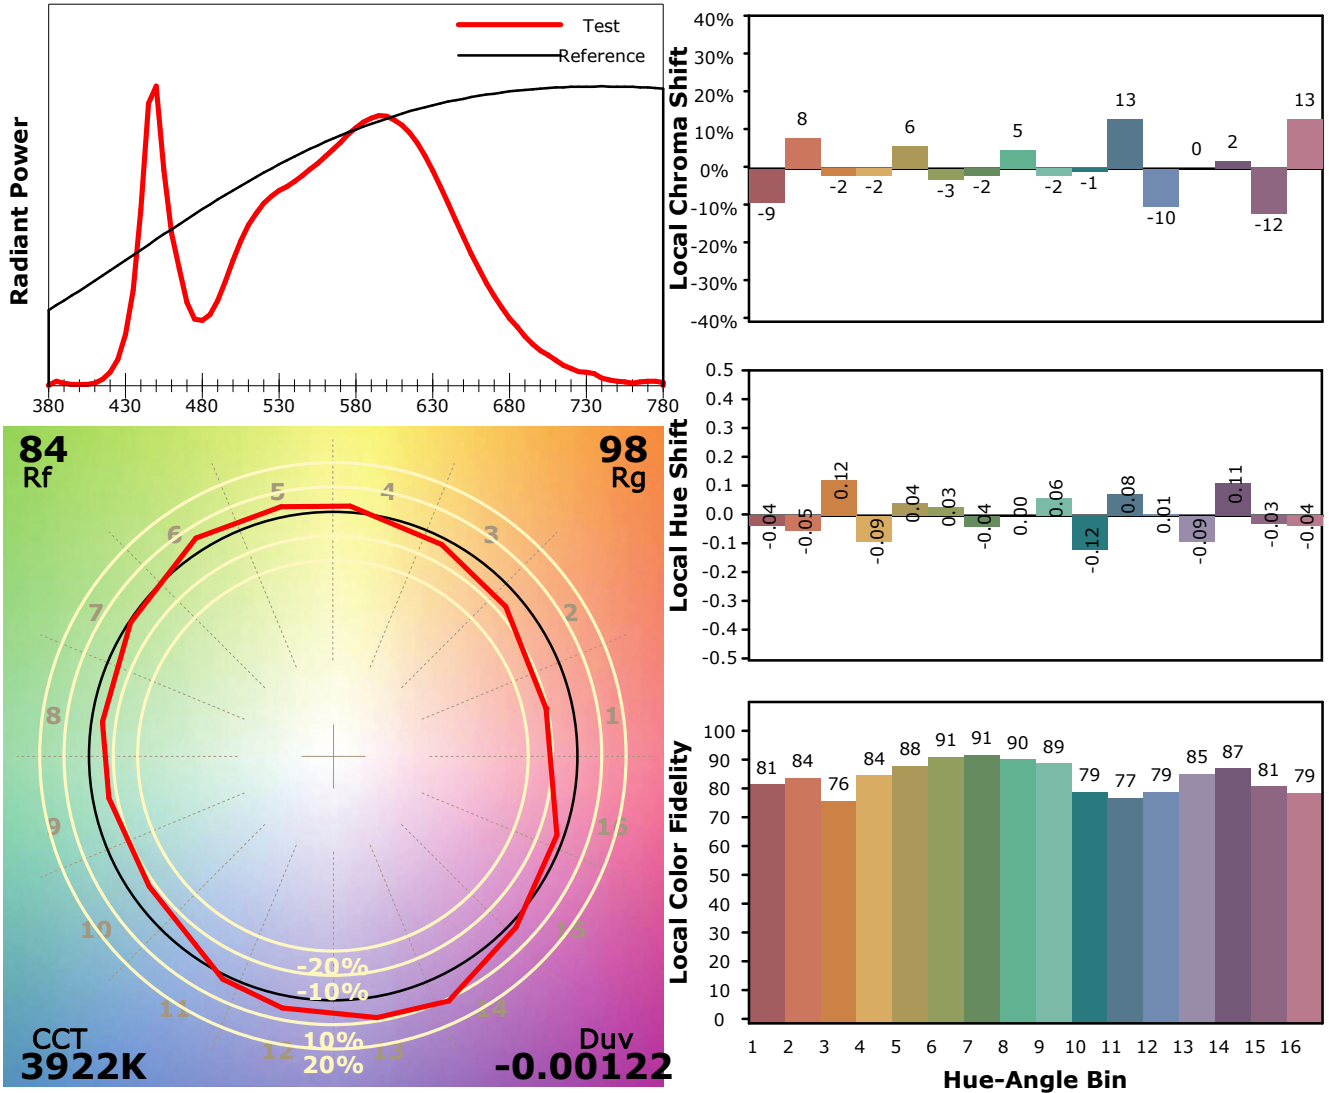 Test
Reference
Radiant Power
380 430 480 530 580 630 680 730 780
84
Rf
98
Rg
5 4
6 3
7 2
8 1
9 16
10 15
11 14
12 13
-20%
-10%
10%
20%
CCT
3922K
Duv
-0.00122
Local Chroma Shift
40%
30%
20%
10%
0%
-10%
-20%
-30%
-40%
-9 8 -2 -2 6 -3 -2 5 -2 -1 13 -10 0 2 -12 13
Local Hue Shift
0.5
0.4
0.3
0.2
0.1
0.0
-0.1
-0.2
-0.3
-0.4
-0.5
-0.04 -0.05 0.12 -0.09 0.04 0.03 -0.04 0.00 0.06 -0.12 0.08 0.01 -0.09 0.11 -0.03 -0.04
Local Color Fidelity
100
90
80
70
60
50
40
30
20
10
0
81 84 76 84 88 91 91 90 89 79 77 79 85 87 81 79
1 2 3 4 5 6 7 8 9 10 11 12 13 14 15 16
Hue-Angle Bin